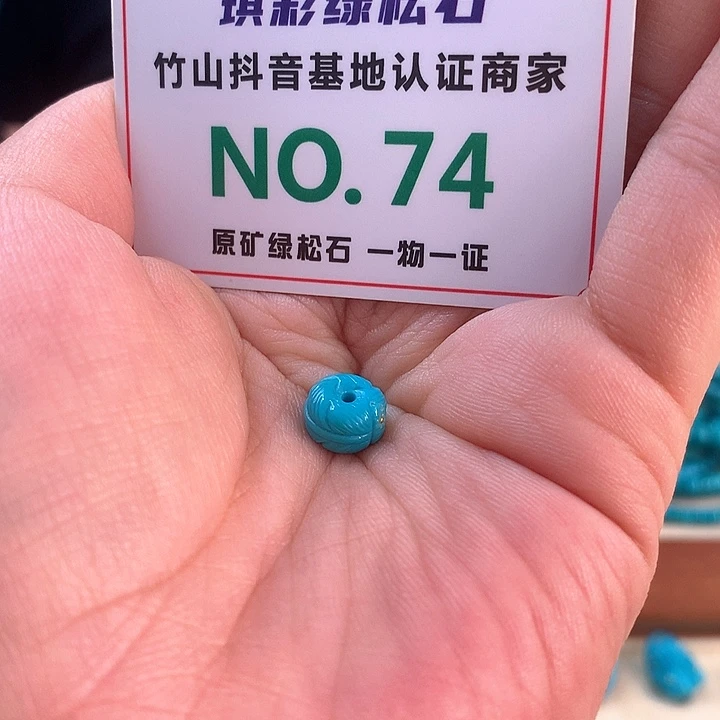 琪彩绿松石
竹山抖音基地认证商家
NO.74
原矿绿松石 一物一证